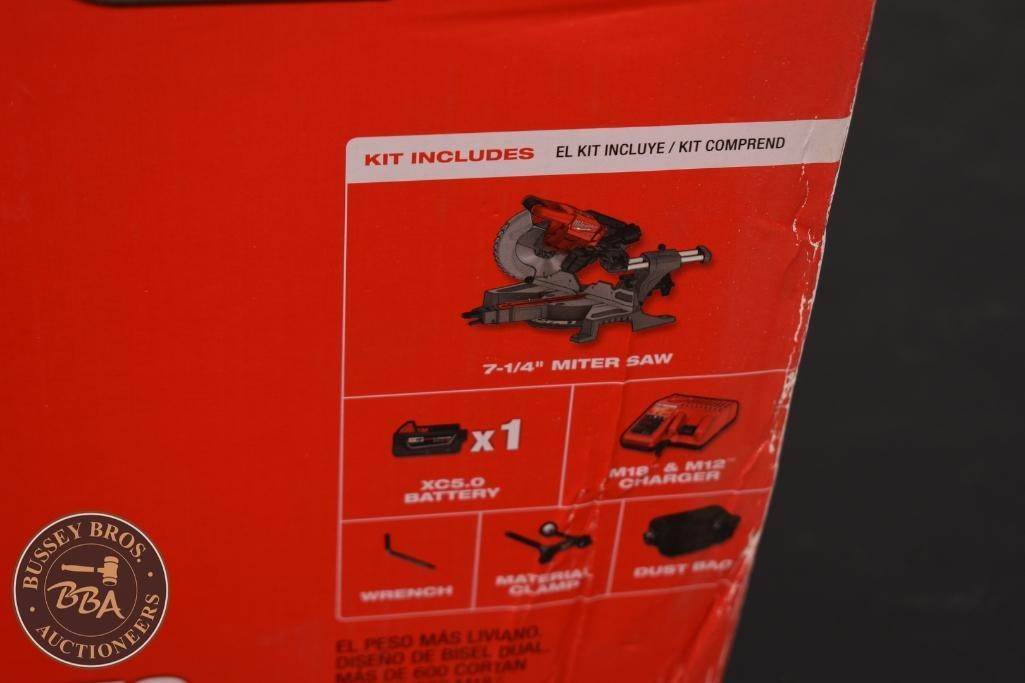 KIT INCLUDES EL KIT INCLUYE / KIT COMPREND
7-1/4" MITER SAW
x1
XC5.0
BATTERY
M18™ & M12™
CHARGER
WRENCH
MATERIAL
CLAMP
DUST BAG
EL PESO MÁS LIVIANO.
DISEÑO DE BISEL DUAL.
MÁS DE 600 CORTAN
BUSSEY BROS.
BBA
AUCTIONEERS